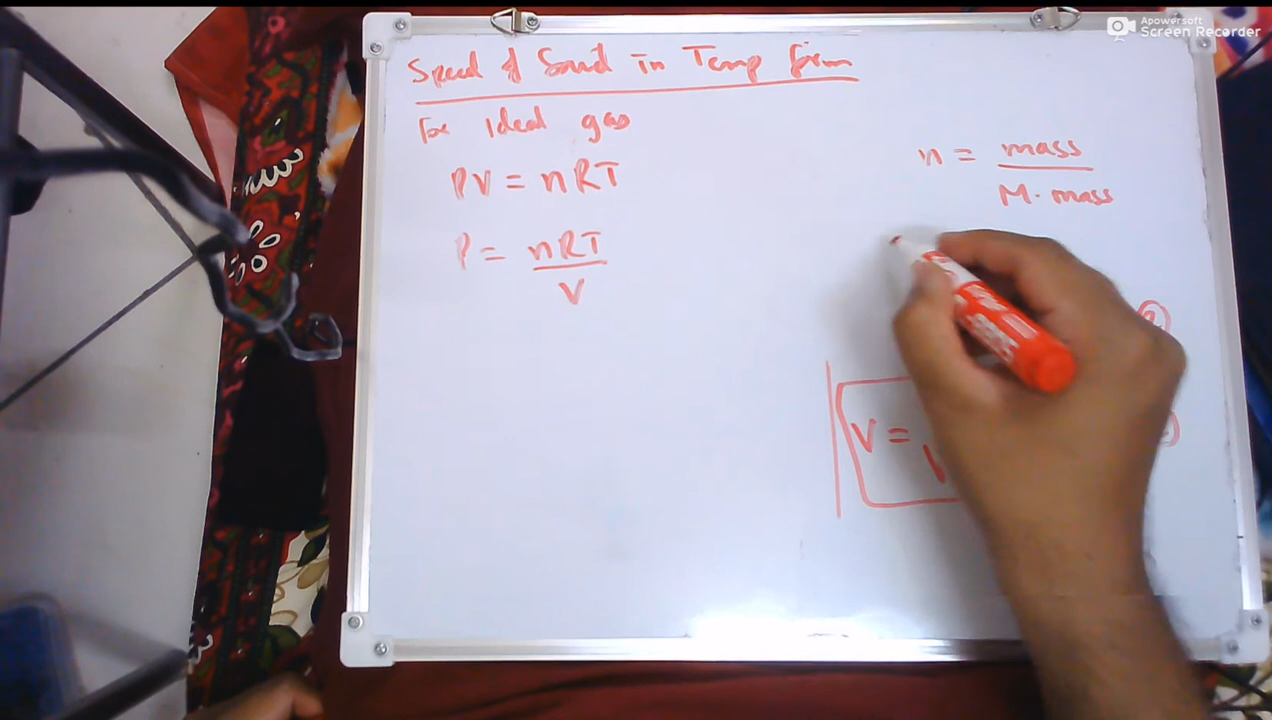 Speed of Sound in Temp form
For Ideal gas
PV = nRT
P = nRT
V
n = mass
M. mass
V =
Apowersoft
Screen Recorder